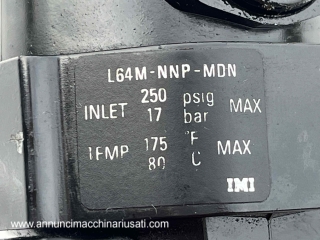 L64M-NNP-MDN
INLET 250 psig MAX
17 bar
TEMP 175 °F MAX
80 C
IMI
www.annuncimacchinariusati.com